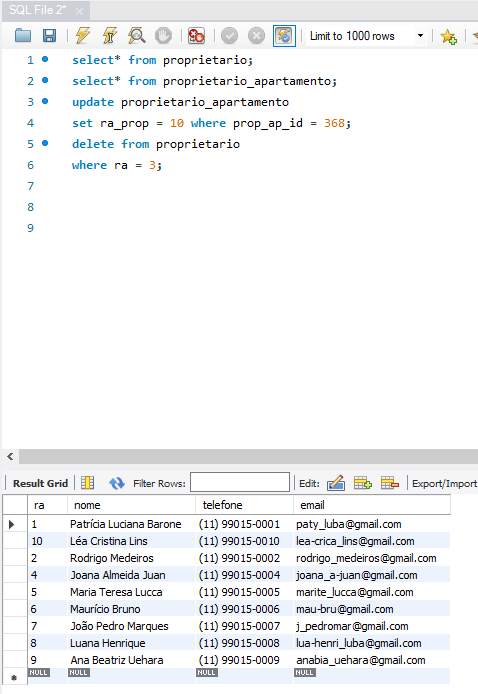 SQL File 2*
Limit to 1000 rows
1 select* from proprietario;
2 select* from proprietario_apartamento;
3 update proprietario_apartamento
4 set ra_prop = 10 where prop_ap_id = 368;
5 delete from proprietario
6 where ra = 3;
7
8
9
Result Grid Filter Rows: Edit: Export/Import
ra nome telefone email
1 Patrícia Luciana Barone (11) 99015-0001 paty_luba@gmail.com
10 Léa Cristina Lins (11) 99015-0010 lea-crica_lins@gmail.com
2 Rodrigo Medeiros (11) 99015-0002 rodrigo_medeiros@gmail.com
4 Joana Almeida Juan (11) 99015-0004 joana_a-juan@gmail.com
5 Maria Teresa Lucca (11) 99015-0005 marite_lucca@gmail.com
6 Maurício Bruno (11) 99015-0006 mau-bru@gmail.com
7 João Pedro Marques (11) 99015-0007 j_pedromar@gmail.com
8 Luana Henrique (11) 99015-0008 lua-henri_luba@gmail.com
9 Ana Beatriz Uehara (11) 99015-0009 anabia_uehara@gmail.com
NULL NULL NULL NULL